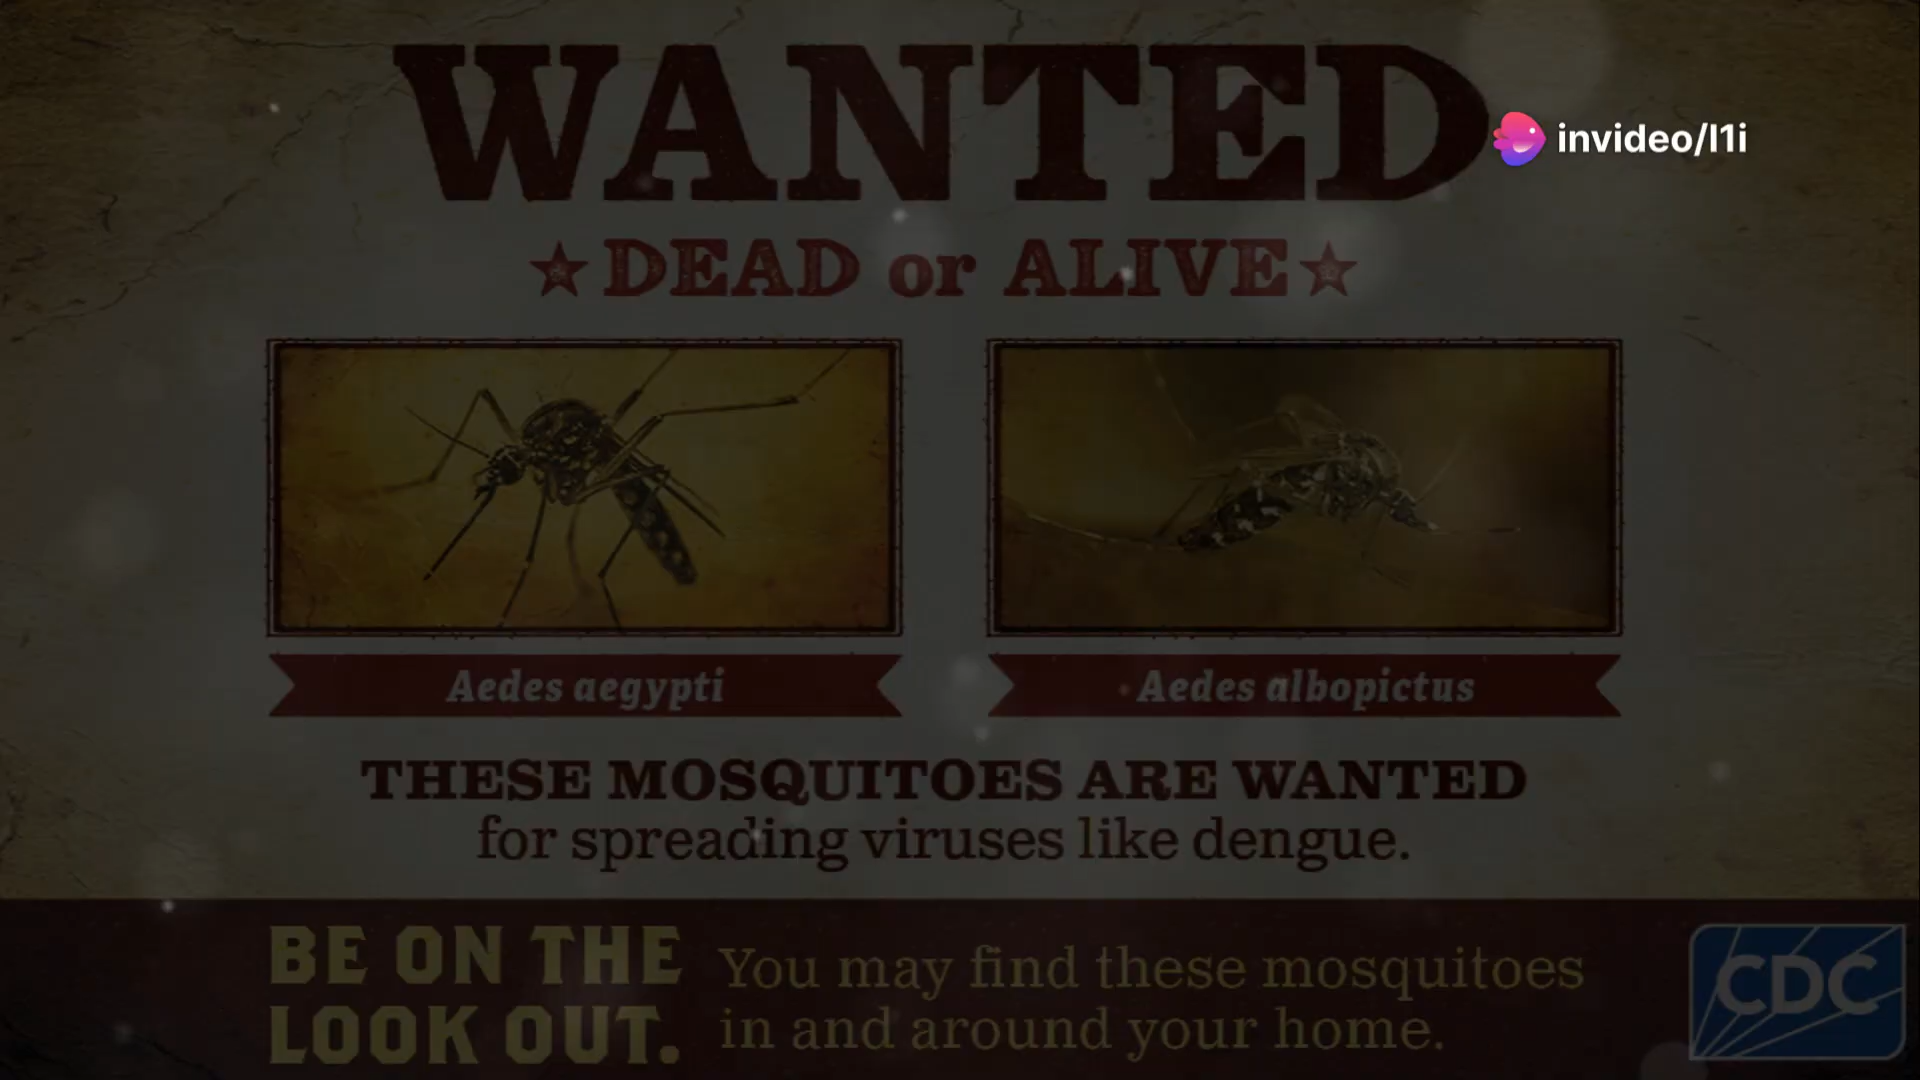 WANTED
invideo/l1i
★ DEAD or ALIVE ★
Aedes aegypti
Aedes albopictus
THESE MOSQUITOES ARE WANTED
for spreading viruses like dengue.
BE ON THE
LOOK OUT.
You may find these mosquitoes
in and around your home.
CDC